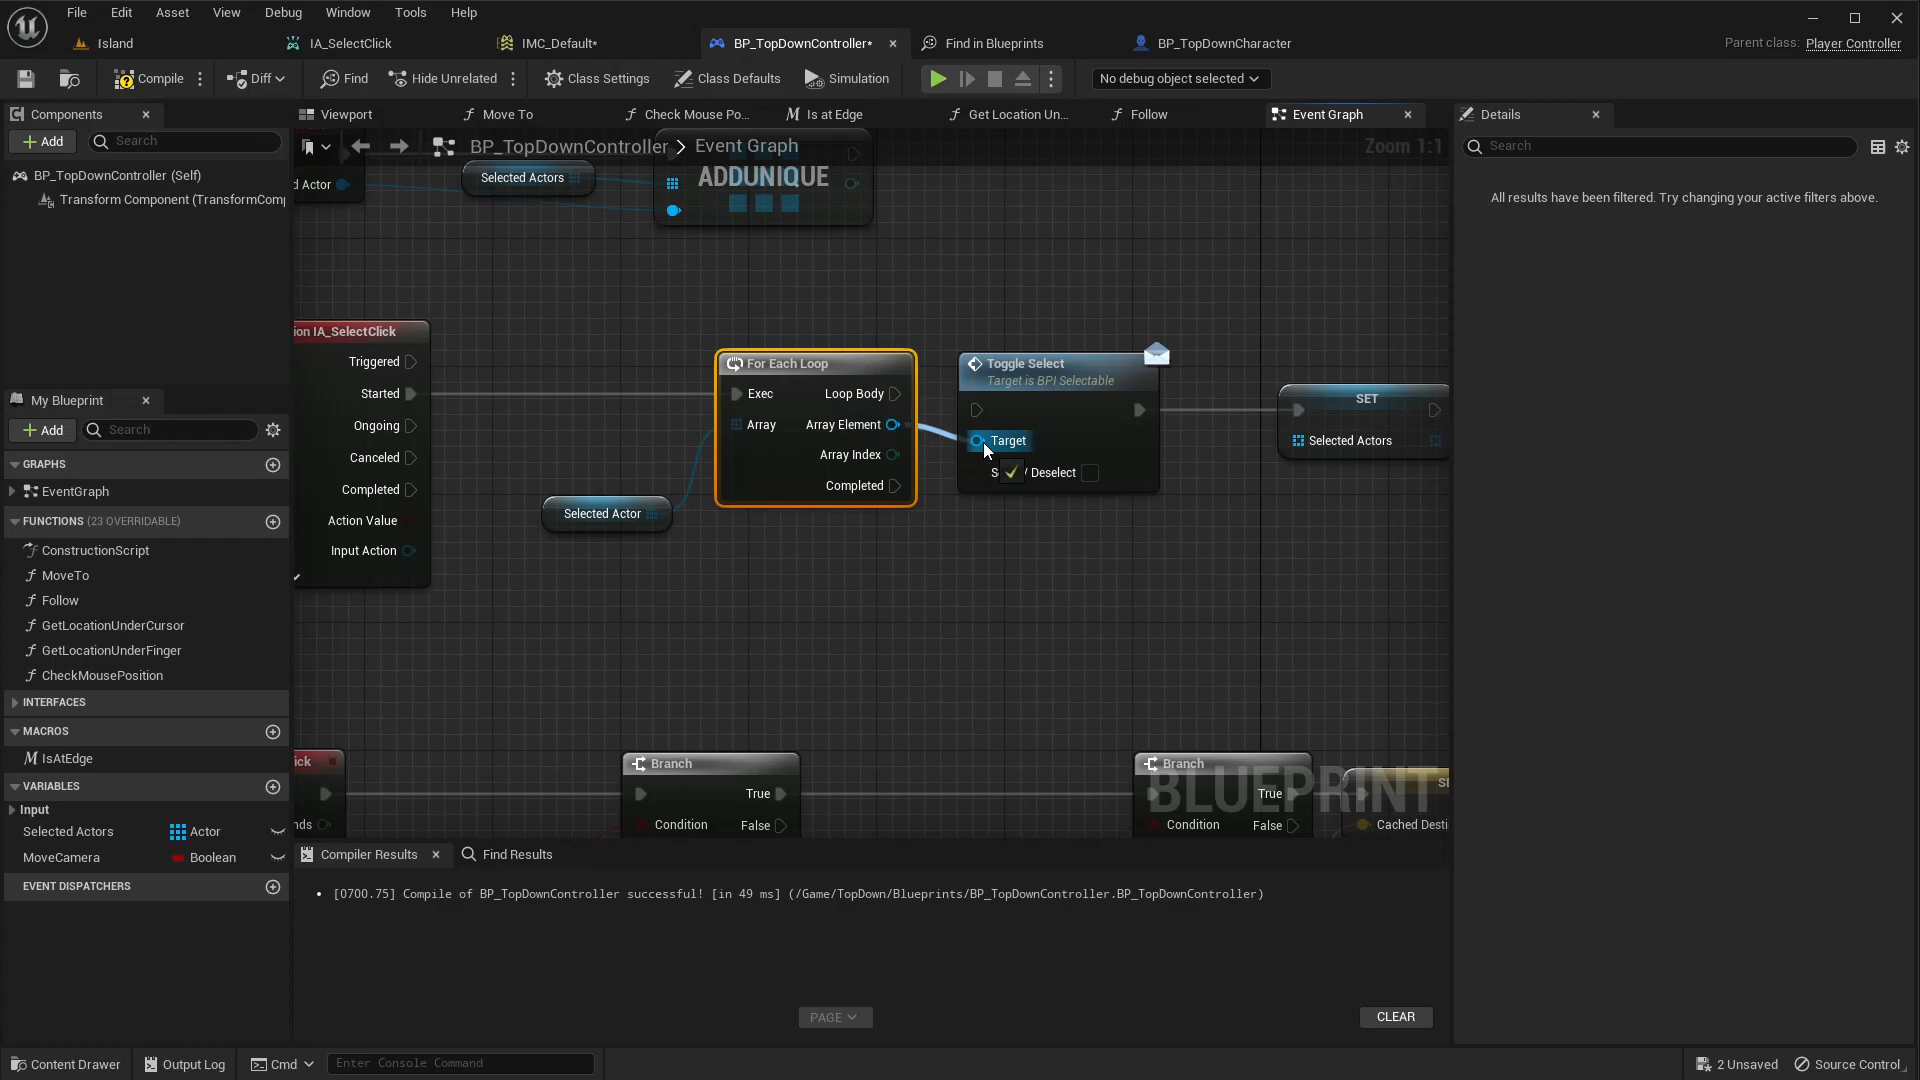 File Edit Asset View Debug Window Tools Help
Island IA_SelectClick IMC_Default* BP_TopDownController* Find in Blueprints BP_TopDownCharacter Parent class: Player Controller
Compile Diff Find Hide Unrelated Class Settings Class Defaults Simulation No debug object selected
Components Viewport Move To Check Mouse Po... Is at Edge Get Location Un... Follow Event Graph Details
Add Search BP_TopDownController > Event Graph Zoom 1:1 Search
BP_TopDownController (Self)
Transform Component (TransformComp
All results have been filtered. Try changing your active filters above.
d Actor Selected Actors ADDUNIQUE
ion IA_SelectClick
Triggered
Started
Ongoing
Canceled
Completed
Action Value
Input Action
For Each Loop
Exec Loop Body
Array Array Element
Array Index
Completed
Selected Actor
Toggle Select
Target is BPI Selectable
Target
S / Deselect
SET
Selected Actors
My Blueprint
Add Search
GRAPHS
EventGraph
FUNCTIONS (23 OVERRIDABLE)
ConstructionScript
MoveTo
Follow
GetLocationUnderCursor
GetLocationUnderFinger
CheckMousePosition
INTERFACES
MACROS
IsAtEdge
VARIABLES
Input
Selected Actors Actor
MoveCamera Boolean
EVENT DISPATCHERS
ick
nds
Branch
True
Condition False
Branch
True
Condition False
Cached Desti
BLUEPRINT
Compiler Results Find Results
[0700.75] Compile of BP_TopDownController successful! [in 49 ms] (/Game/TopDown/Blueprints/BP_TopDownController.BP_TopDownController)
PAGE CLEAR
Content Drawer Output Log Cmd Enter Console Command 2 Unsaved Source Control